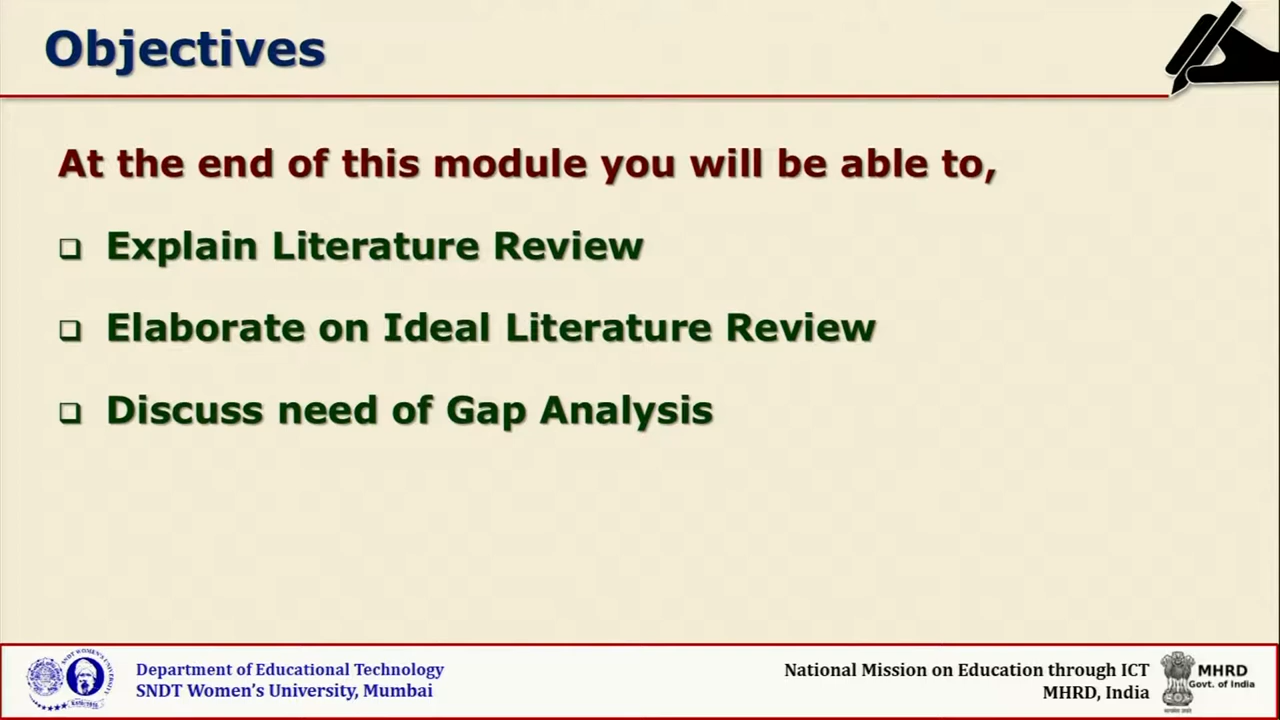 Objectives
At the end of this module you will be able to,
Explain Literature Review
Elaborate on Ideal Literature Review
Discuss need of Gap Analysis
Department of Educational Technology
SNDT Women's University, Mumbai
National Mission on Education through ICT
MHRD, India
MHRD
Govt. of India